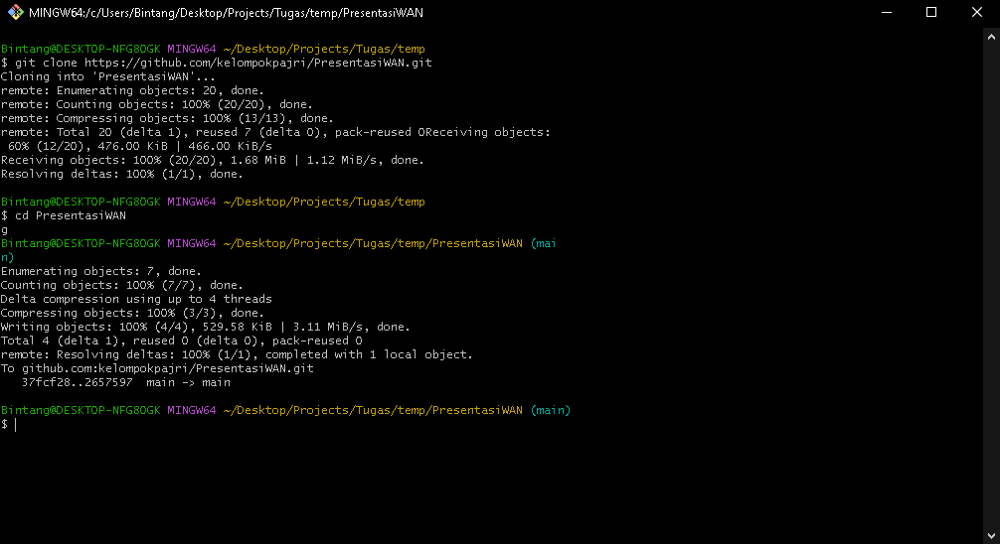 MINGW64:/c/Users/Bintang/Desktop/Projects/Tugas/temp/PresentasiWAN
Bintang@DESKTOP-NFG8OGK MINGW64 ~/Desktop/Projects/Tugas/temp
$ git clone https://github.com/kelompokpajri/PresentasiWAN.git
Cloning into 'PresentasiWAN'...
remote: Enumerating objects: 20, done.
remote: Counting objects: 100% (20/20), done.
remote: Compressing objects: 100% (13/13), done.
remote: Total 20 (delta 1), reused 7 (delta 0), pack-reused 0Receiving objects:
 60% (12/20), 476.00 KiB | 466.00 KiB/s
Receiving objects: 100% (20/20), 1.68 MiB | 1.12 MiB/s, done.
Resolving deltas: 100% (1/1), done.
Bintang@DESKTOP-NFG8OGK MINGW64 ~/Desktop/Projects/Tugas/temp
$ cd PresentasiWAN
g
Bintang@DESKTOP-NFG8OGK MINGW64 ~/Desktop/Projects/Tugas/temp/PresentasiWAN (mai
n)
Enumerating objects: 7, done.
Counting objects: 100% (7/7), done.
Delta compression using up to 4 threads
Compressing objects: 100% (3/3), done.
Writing objects: 100% (4/4), 529.58 KiB | 3.11 MiB/s, done.
Total 4 (delta 1), reused 0 (delta 0), pack-reused 0
remote: Resolving deltas: 100% (1/1), completed with 1 local object.
To github.com:kelompokpajri/PresentasiWAN.git
   37fcf28..2657597  main -> main
Bintang@DESKTOP-NFG8OGK MINGW64 ~/Desktop/Projects/Tugas/temp/PresentasiWAN (main)
$